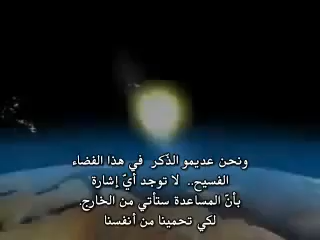 ونحن عديمو الذكر في هذا الفضاء
الفسيح.. لا توجد أيّ إشارة
بأنّ المساعدة ستأتي من الخارج
لكي تحمينا من أنفسنا